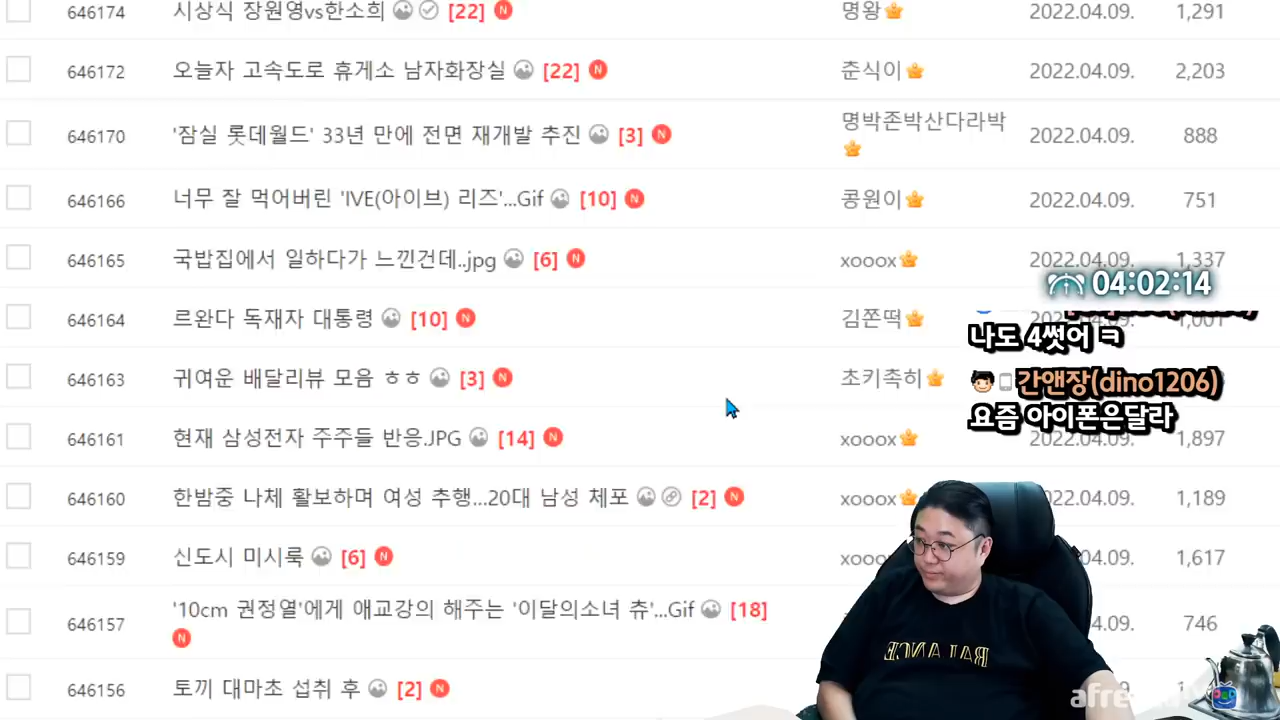 646174 시상식 장원영vs한소희 [22] N 명왕 2022.04.09. 1,291
646172 오늘자 고속도로 휴게소 남자화장실 [22] N 춘식이 2022.04.09. 2,203
646170 '잠실 롯데월드' 33년 만에 전면 재개발 추진 [3] N 명박존박산다라박 2022.04.09. 888
646166 너무 잘 먹어버린 'IVE(아이브) 리즈'...Gif [10] N 콩원이 2022.04.09. 751
646165 국밥집에서 일하다가 느낀건데..jpg [6] N xooox 2022.04.09. 1,337
04:02:14
646164 르완다 독재자 대통령 [10] N 김쫀떡
나도 4썻어 ㅋ
646163 귀여운 배달리뷰 모음 ㅎㅎ [3] N 초키촉히
간앤장(dino1206)
요즘 아이폰은달라
646161 현재 삼성전자 주주들 반응.JPG [14] N xooox 2022.04.09. 1,897
646160 한밤중 나체 활보하며 여성 추행...20대 남성 체포 [2] N xooox 2022.04.09. 1,189
646159 신도시 미시룩 [6] N 04.09. 1,617
646157 '10cm 권정열'에게 애교강의 해주는 '이달의소녀 츄'...Gif [18] N 04.09. 746
BALANCE
646156 토끼 대마초 섭취 후 [2] N